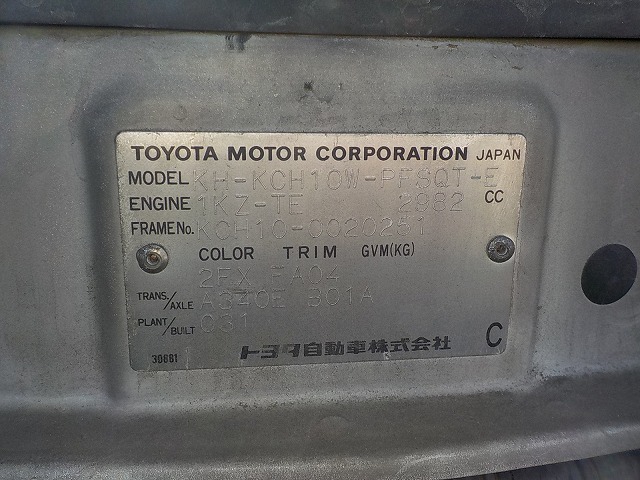 TOYOTA MOTOR CORPORATION JAPAN
MODEL KH-KCH10W-PFSQT-E
ENGINE 1KZ-TE 2982 CC
FRAME No. KCH10-0020251
COLOR TRIM GVM(KG)
2FX FA04
TRANS./AXLE A340E B01A
PLANT/BUILT 031
30681 トヨタ自動車株式会社 C